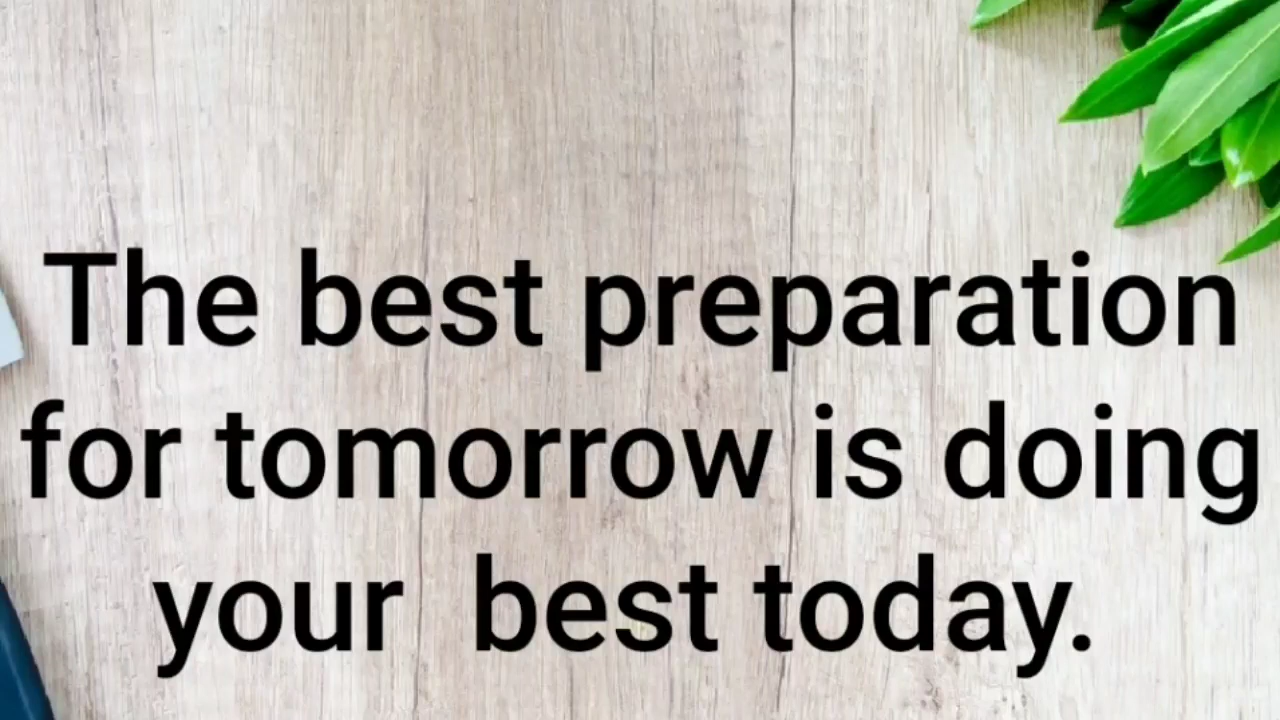 The best preparation
for tomorrow is doing
your  best today.